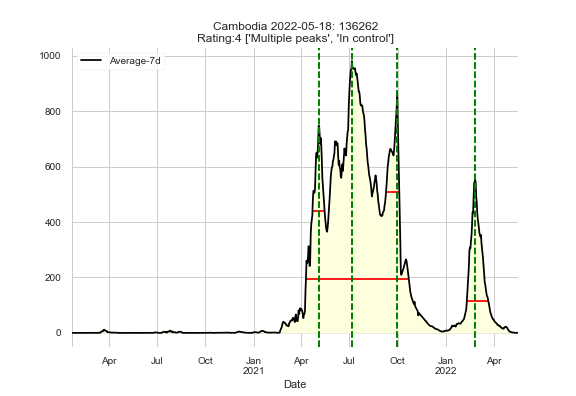 Cambodia 2022-05-18: 136262
Rating:4 ['Multiple peaks', 'In control']
1000
Average-7d
800
600
400
200
0
Apr Jul Oct Jan Apr Jul Oct Jan Apr
2021 2022
Date